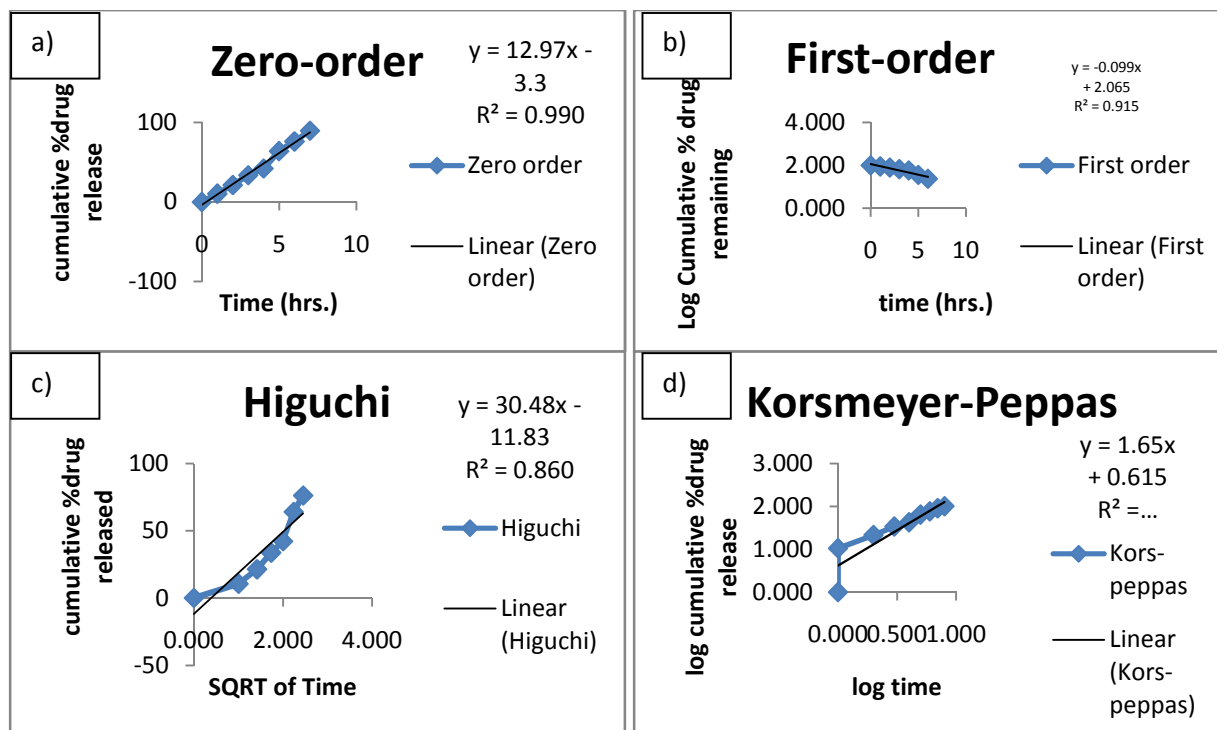 a)
Zero-order
y = 12.97x -
3.3
R² = 0.990
cumulative %drug
release
100
0
-100
0
5
10
Time (hrs.)
Zero order
Linear (Zero
order)
b)
First-order
y = -0.099x
+ 2.065
R² = 0.915
Log Cumulative % drug
remaining
4.000
2.000
0.000
0
5
10
time (hrs.)
First order
Linear (First
order)
c)
Higuchi
y = 30.48x -
11.83
R² = 0.860
cumulative %drug
released
100
50
0
-50
0.000
2.000
4.000
SQRT of Time
Higuchi
Linear
(Higuchi)
d)
Korsmeyer-Peppas
y = 1.65x
+ 0.615
R² =...
log cumulative %drug
release
3.000
2.000
1.000
0.000
0.0000.5001.000
log time
Kors-
peppas
Linear
(Kors-
peppas)